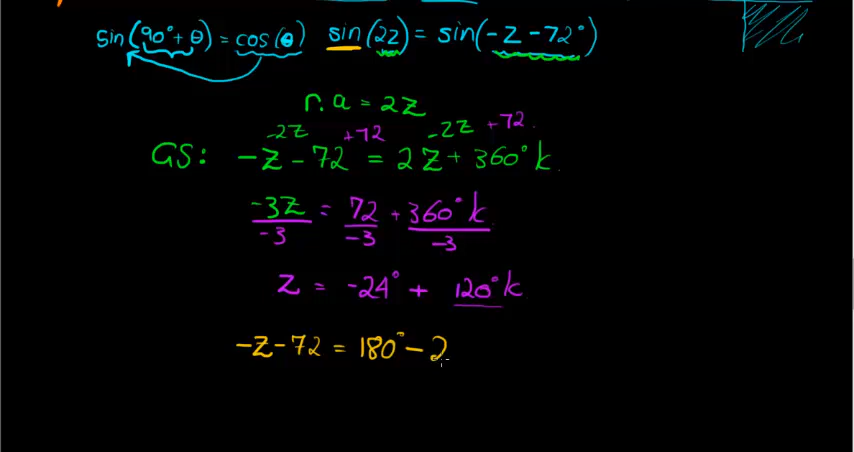 sin(90°+θ) = cos(θ) sin(2z) = sin(-z-72°)
r.a = 2z
-2z +72 -2z +72.
GS: -z - 72 = 2z + 360°k.
-3z = 72 + 360°k
-3 -3 -3
z = -24° + 120°k
-z - 72 = 180° - 2